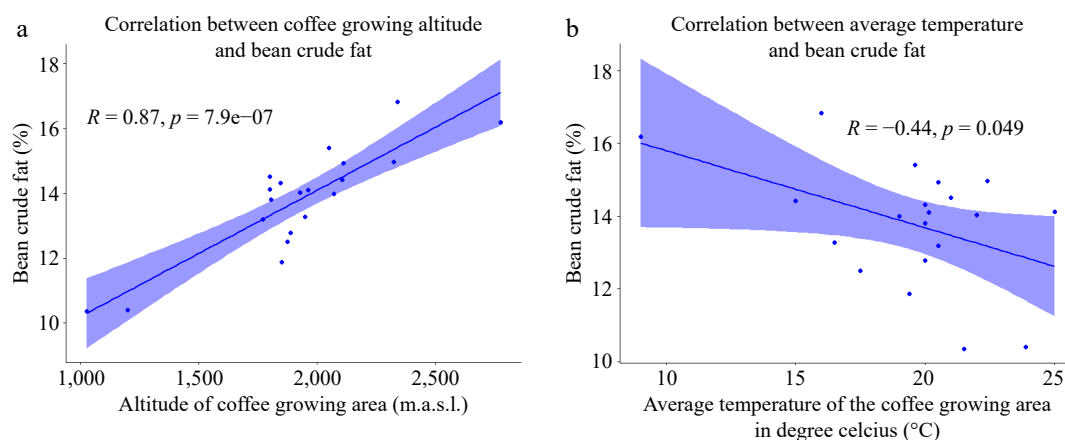 a
Correlation between coffee growing altitude
and bean crude fat
18
16
14
12
10
Bean crude fat (%)
R = 0.87, p = 7.9e−07
1,000
1,500
2,000
2,500
Altitude of coffee growing area (m.a.s.l.)
b
Correlation between average temperature
and bean crude fat
18
16
14
12
10
Bean crude fat (%)
R = −0.44, p = 0.049
10
15
20
25
Average temperature of the coffee growing area
in degree celcius (°C)